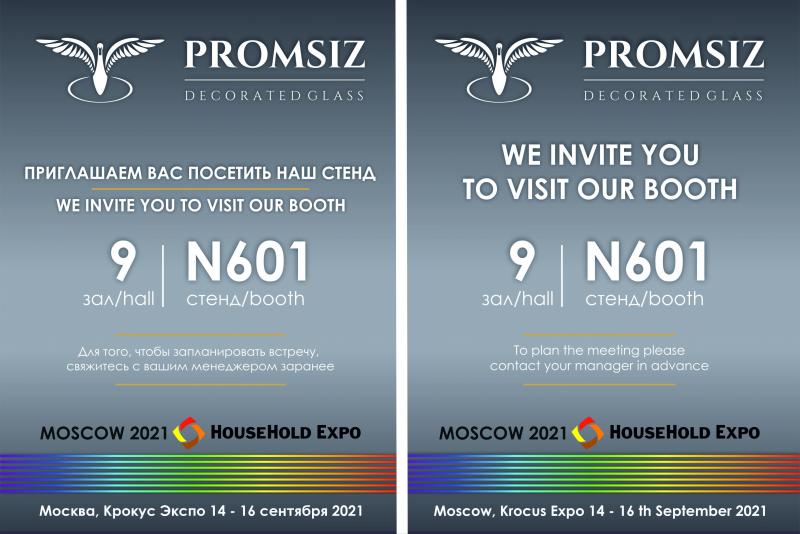 PROMSIZ
DECORATED GLASS
ПРИГЛАШАЕМ ВАС ПОСЕТИТЬ НАШ СТЕНД
WE INVITE YOU TO VISIT OUR BOOTH
9 N601
зал/hall стенд/booth
Для того, чтобы запланировать встречу,
свяжитесь с вашим менеджером заранее
MOSCOW 2021 HOUSEHOLD EXPO
Москва, Крокус Экспо 14 - 16 сентября 2021
PROMSIZ
DECORATED GLASS
WE INVITE YOU
TO VISIT OUR BOOTH
9 N601
зал/hall стенд/booth
To plan the meeting please
contact your manager in advance
MOSCOW 2021 HOUSEHOLD EXPO
Moscow, Krocus Expo 14 - 16 th September 2021